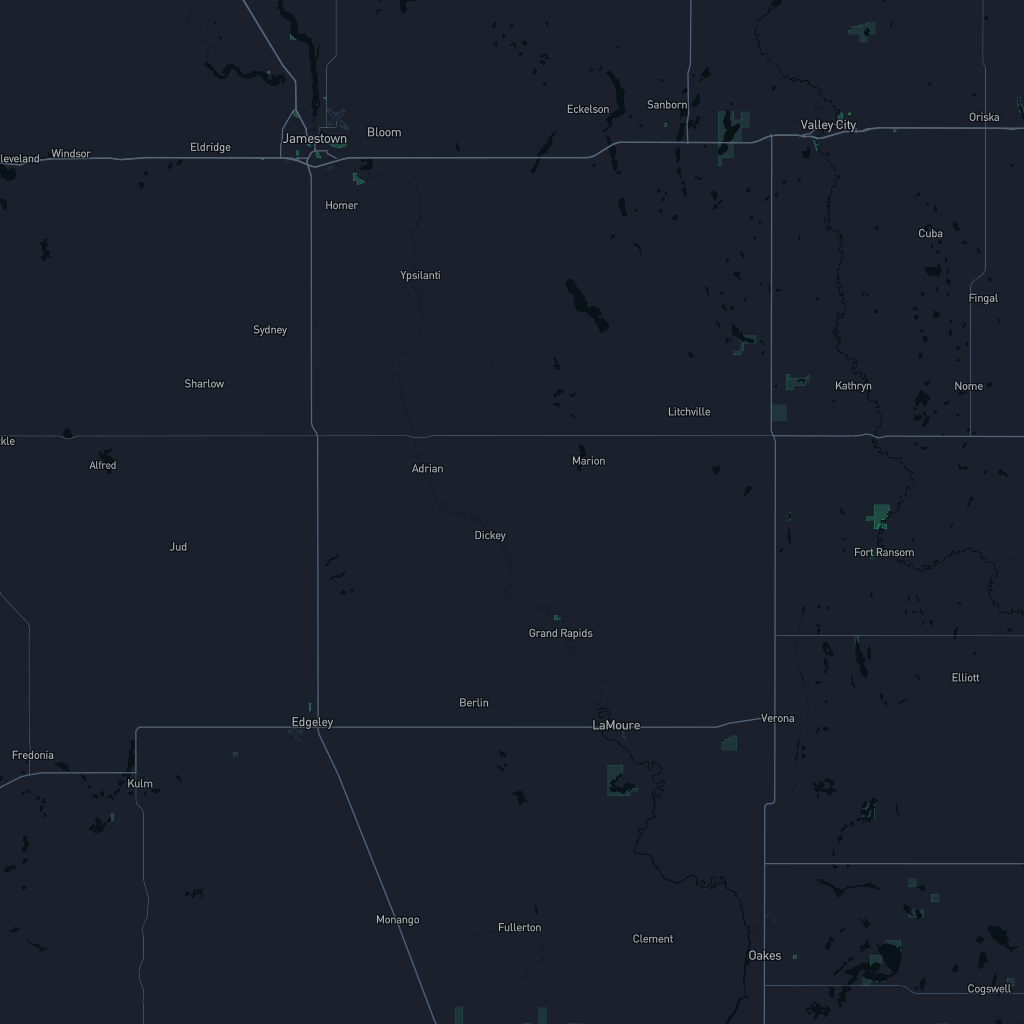 Eckelson
Sanborn
Oriska
Valley City
Jamestown
Bloom
Eldridge
Windsor
leveland
Homer
Cuba
Ypsilanti
Fingal
Sydney
Sharlow
Kathryn
Nome
Litchville
kle
Alfred
Adrian
Marion
Dickey
Jud
Fort Ransom
Grand Rapids
Elliott
Berlin
Edgeley
LaMoure
Verona
Fredonia
Kulm
Monango
Fullerton
Clement
Oakes
Cogswell